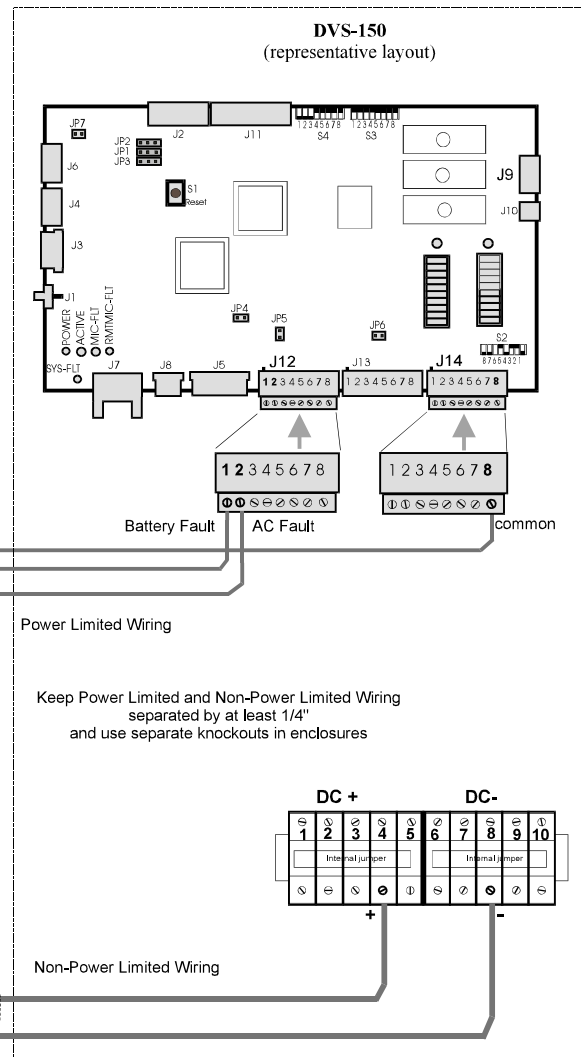 DVS-150
(representative layout)
JP7
J2
J11
12345678
S4
12345678
S3
JP2
JP1
JP3
J6
S1
Reset
J9
J4
J10
J3
J1
JP4
JP5
JP6
POWER
ACTIVE
MIC-FLT
RMTMIC-FLT
S2
87654321
SYS-FLT
J7
J8
J5
J12
J13
J14
12345678
12345678
12345678
12345678
12345678
Battery Fault
AC Fault
common
Power Limited Wiring
Keep Power Limited and Non-Power Limited Wiring
separated by at least 1/4"
and use separate knockouts in enclosures
DC +
DC-
1 2 3 4 5 6 7 8 9 10
Internal jumper
Internal jumper
+
-
Non-Power Limited Wiring